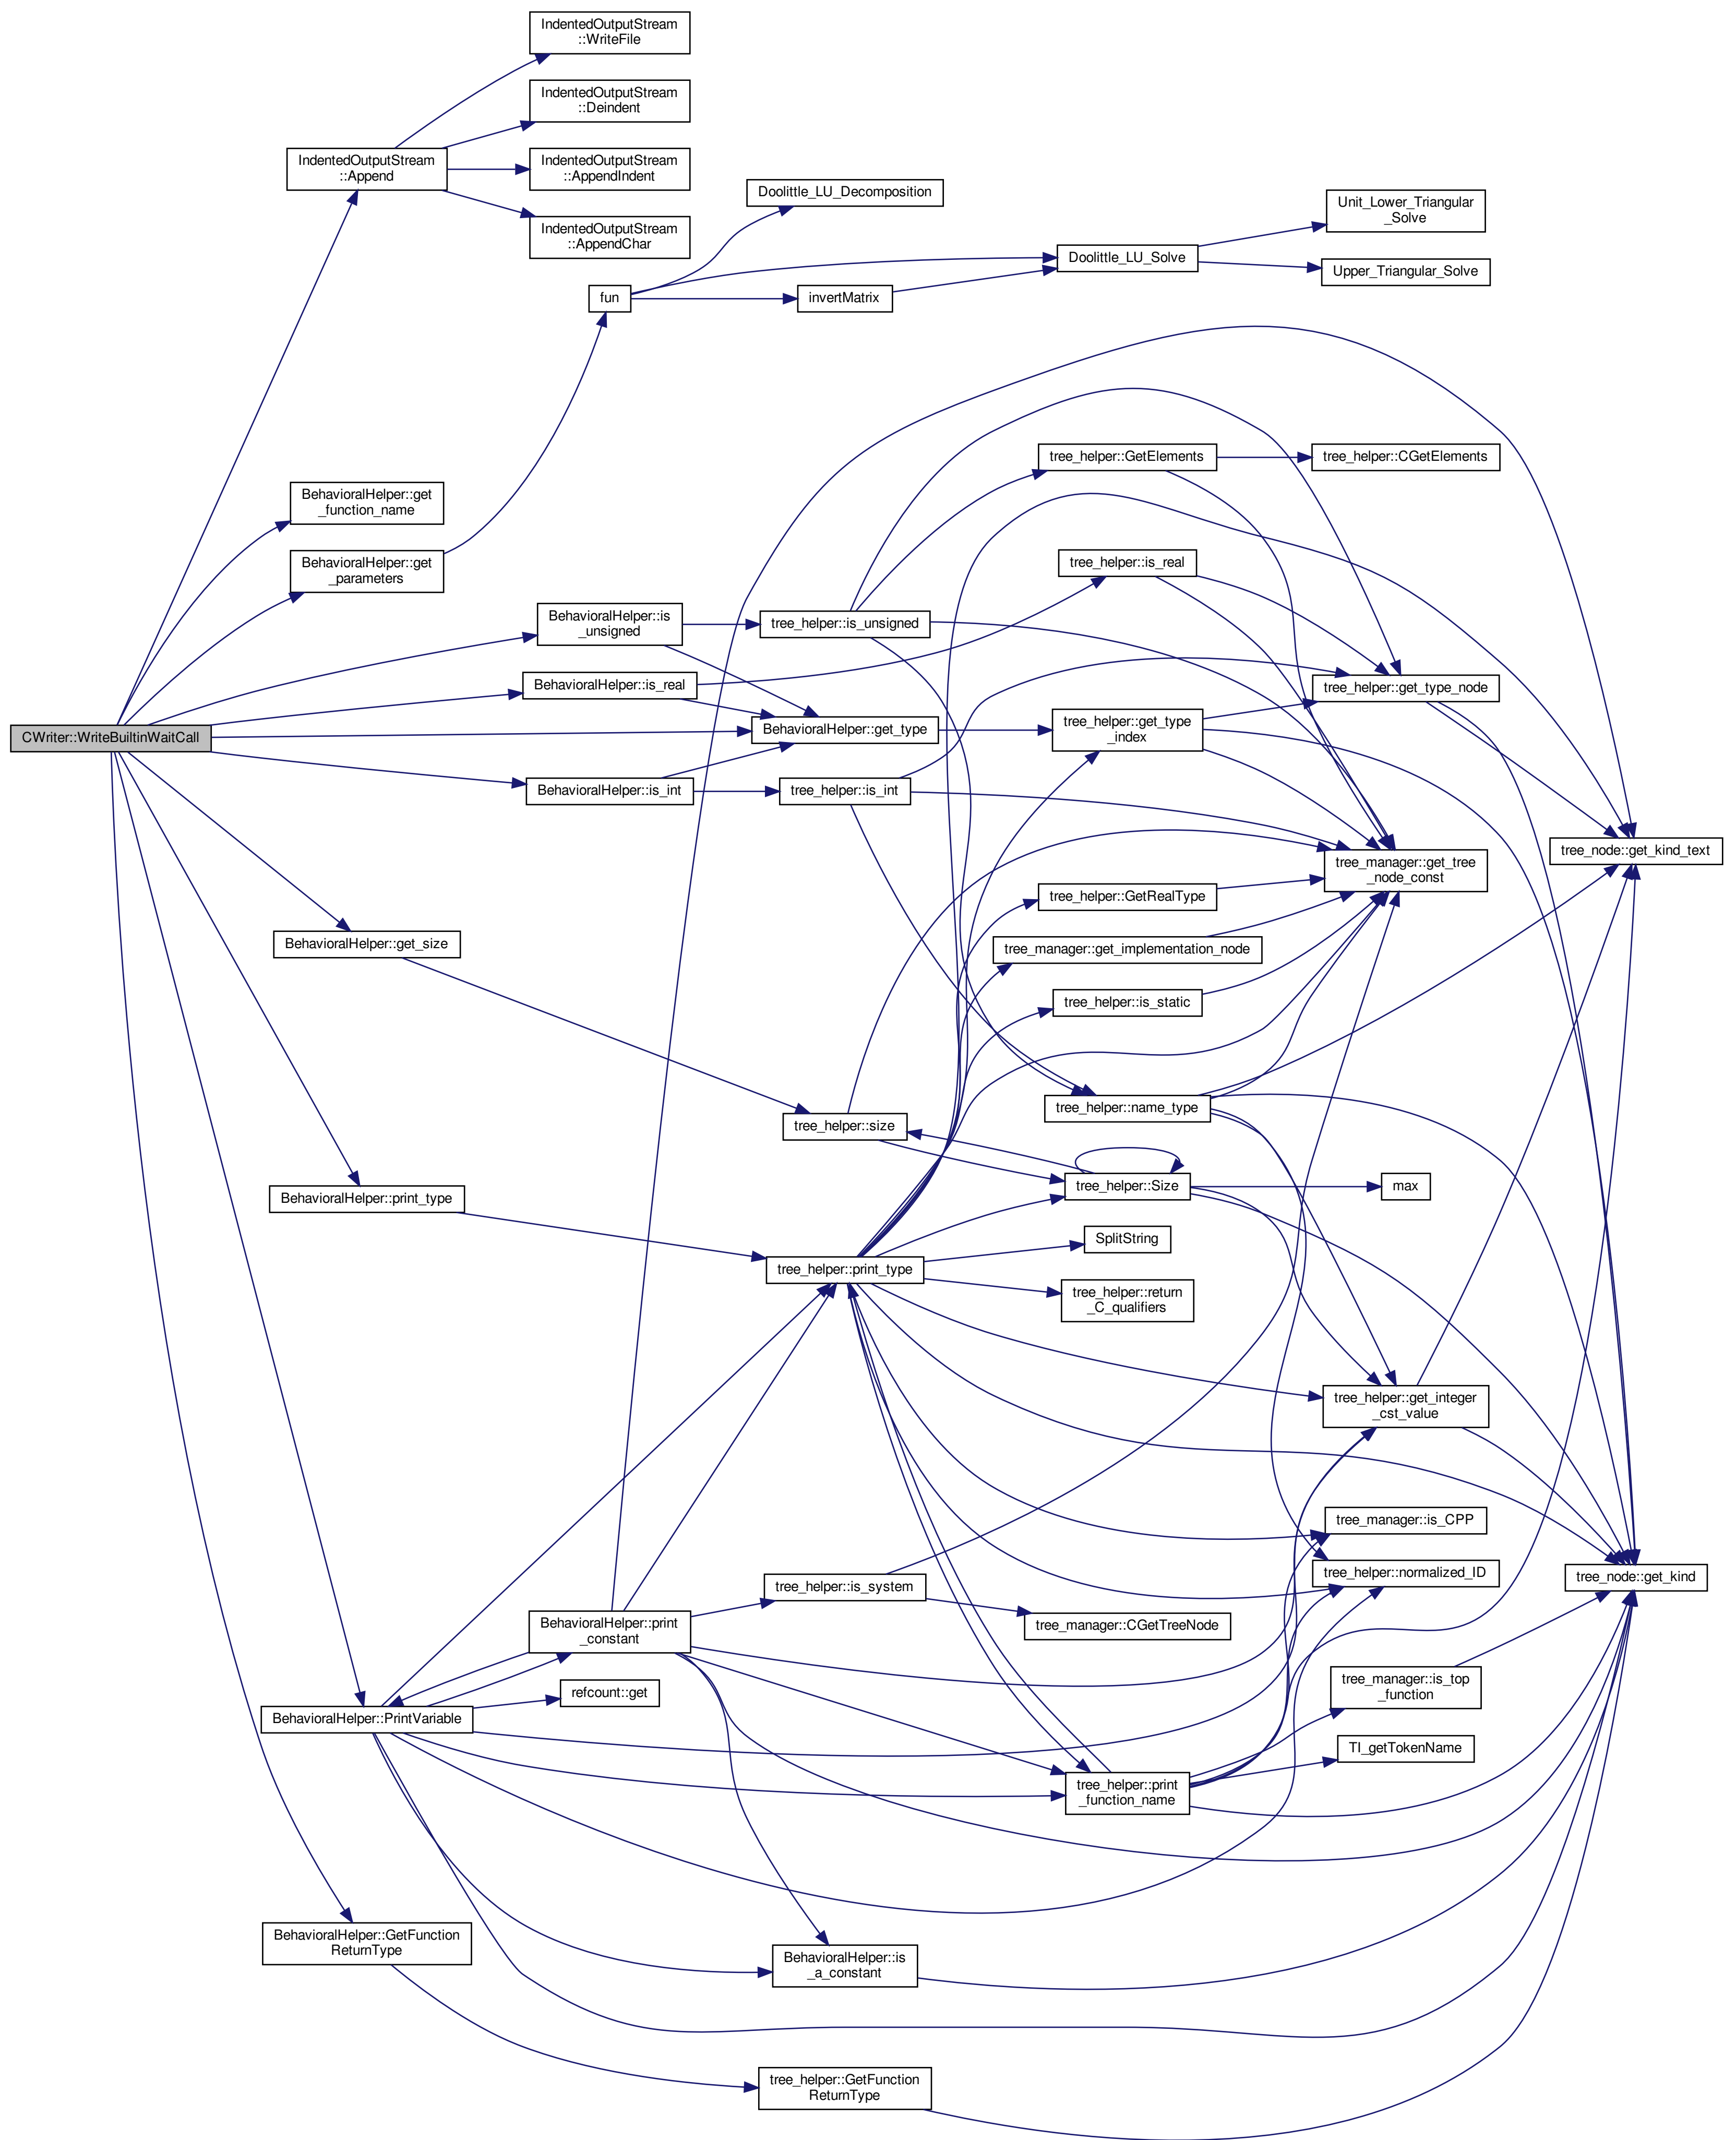 IndentedOutputStream
::WriteFile
IndentedOutputStream
::Deindent
IndentedOutputStream
::Append
IndentedOutputStream
::AppendIndent
Doolittle_LU_Decomposition
Unit_Lower_Triangular
_Solve
IndentedOutputStream
::AppendChar
Doolittle_LU_Solve
Upper_Triangular_Solve
fun
invertMatrix
tree_helper::GetElements
tree_helper::CGetElements
BehavioralHelper::get
_function_name
BehavioralHelper::get
_parameters
tree_helper::is_real
BehavioralHelper::is
_unsigned
tree_helper::is_unsigned
BehavioralHelper::is_real
tree_helper::get_type_node
CWriter::WriteBuiltinWaitCall
BehavioralHelper::get_type
tree_helper::get_type
_index
BehavioralHelper::is_int
tree_helper::is_int
tree_node::get_kind_text
tree_manager::get_tree
_node_const
tree_helper::GetRealType
BehavioralHelper::get_size
tree_manager::get_implementation_node
tree_helper::is_static
tree_helper::name_type
tree_helper::size
tree_helper::Size
max
BehavioralHelper::print_type
SplitString
tree_helper::print_type
tree_helper::return
_C_qualifiers
tree_helper::get_integer
_cst_value
tree_manager::is_CPP
tree_helper::normalized_ID
tree_node::get_kind
tree_helper::is_system
BehavioralHelper::print
_constant
tree_manager::CGetTreeNode
refcount::get
tree_manager::is_top
_function
BehavioralHelper::PrintVariable
TI_getTokenName
tree_helper::print
_function_name
BehavioralHelper::GetFunction
ReturnType
BehavioralHelper::is
_a_constant
tree_helper::GetFunction
ReturnType